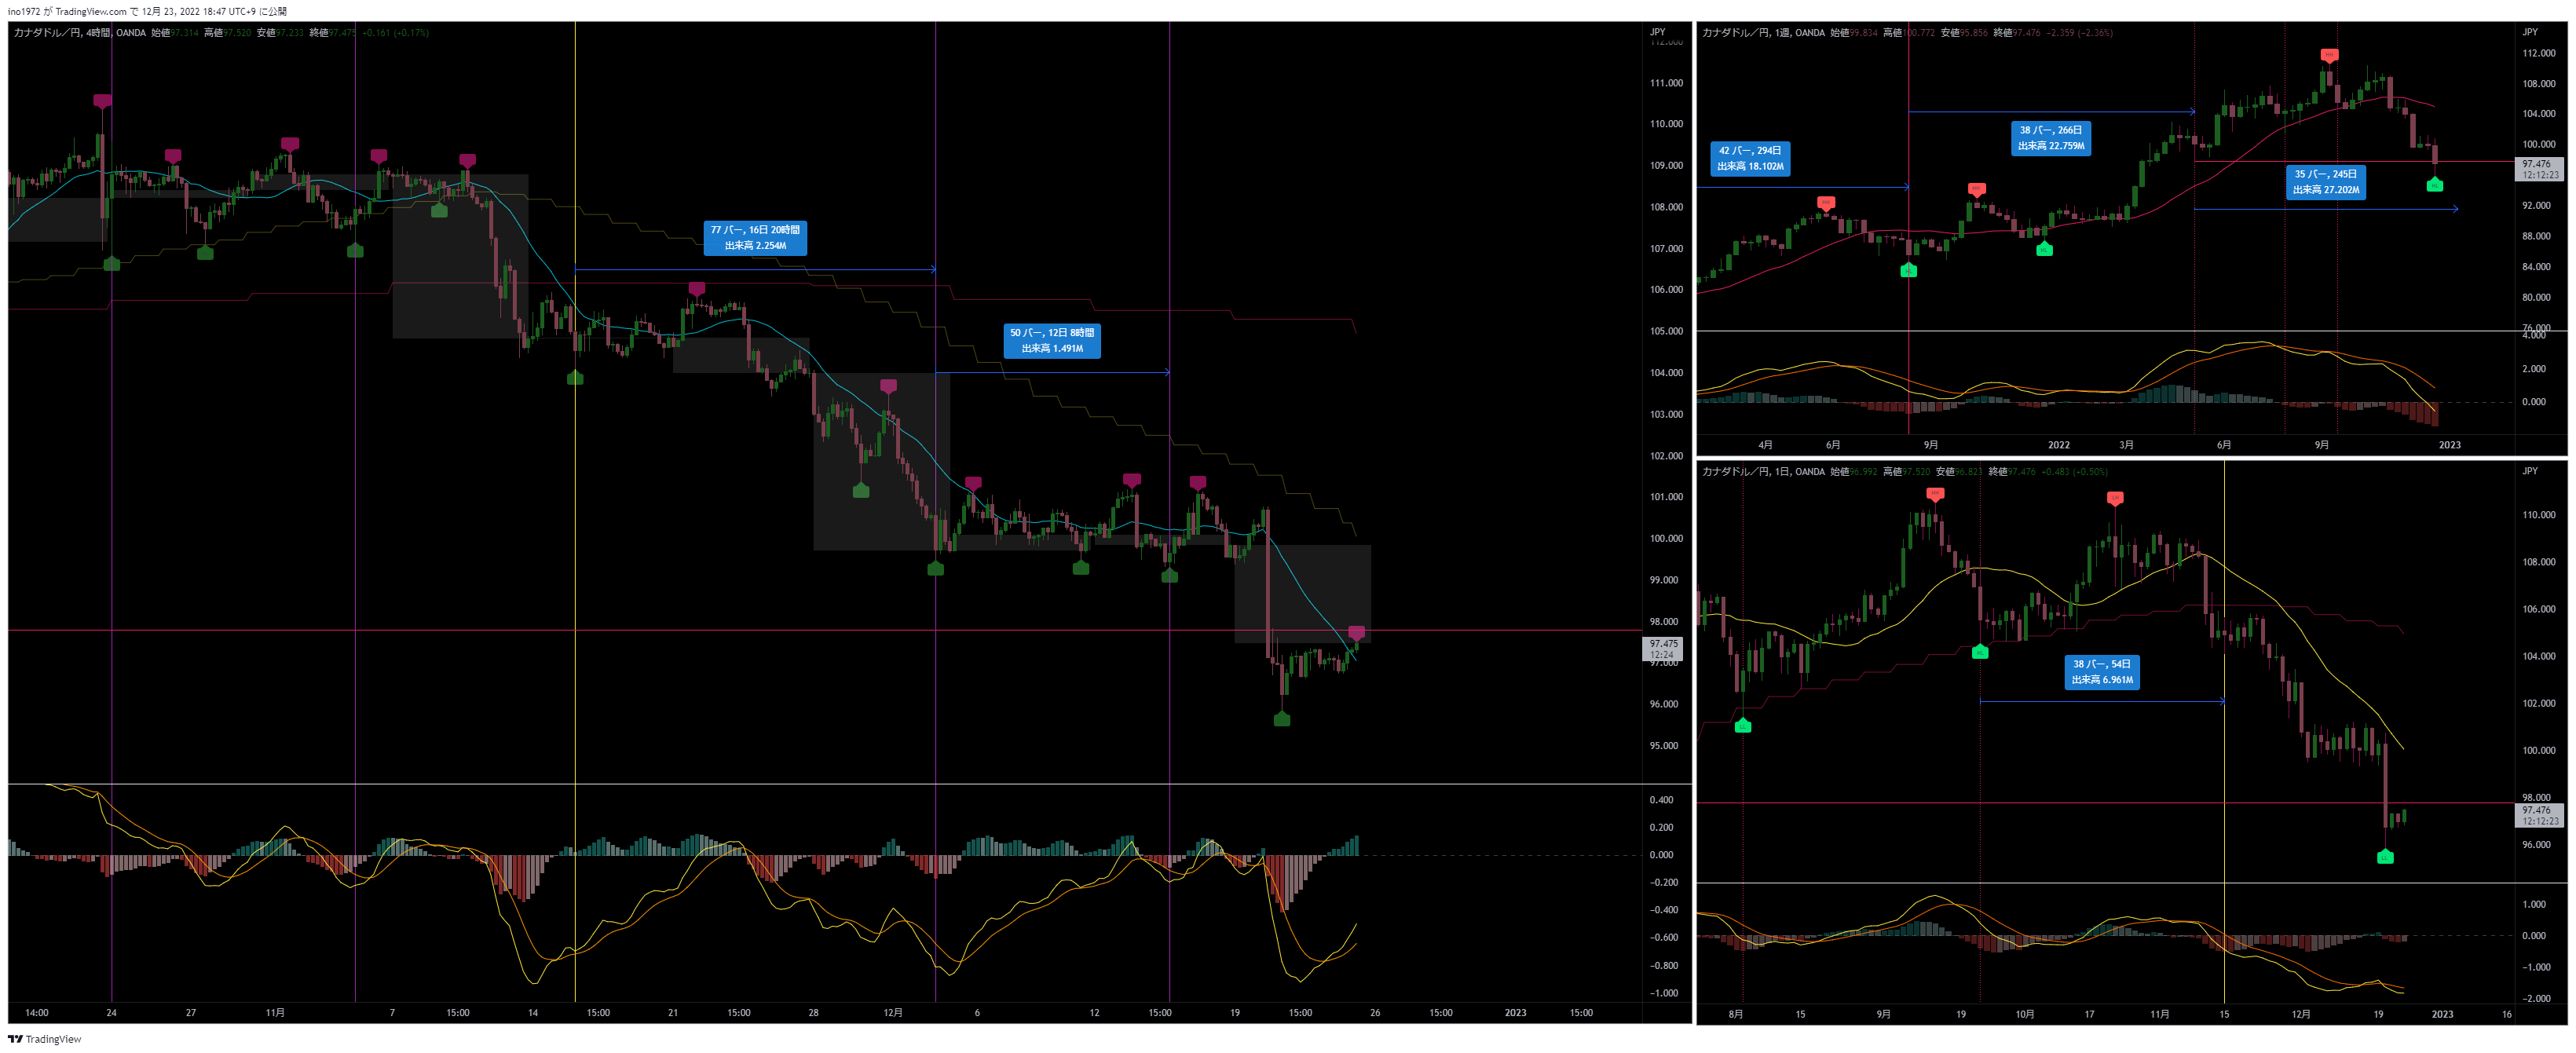 ino1972 が TradingView.com で 12月 23, 2022 18:47 UTC+9 に公開
カナダドル／円, 4時間, OANDA 始値97.314 高値97.520 安値97.233 終値97.475 +0.161 (+0.17%)
JPY
112.000
111.000
110.000
109.000
108.000
107.000
106.000
105.000
104.000
103.000
102.000
101.000
100.000
99.000
98.000
97.475
12:24
97.000
96.000
95.000
77 バー, 16日 20時間
出来高 2.254M
50 バー, 12日 8時間
出来高 1.491M
0.400
0.200
0.000
−0.200
−0.400
−0.600
−0.800
−1.000
14:00 24 27 11月 7 15:00 14 15:00 21 15:00 28 12月 6 12 15:00 19 15:00 26 15:00 2023 15:00
カナダドル／円, 1週, OANDA 始値99.834 高値100.772 安値95.856 終値97.476 −2.359 (−2.36%)
JPY
112.000
108.000
104.000
100.000
97.476
12:12:23
92.000
88.000
84.000
80.000
76.000
42 バー, 294日
出来高 18.102M
38 バー, 266日
出来高 22.759M
35 バー, 245日
出来高 27.202M
4.000
2.000
0.000
4月 6月 9月 2022 3月 6月 9月 2023
カナダドル／円, 1日, OANDA 始値96.992 高値97.520 安値96.823 終値97.476 +0.483 (+0.50%)
JPY
110.000
108.000
106.000
104.000
102.000
100.000
98.000
97.476
12:12:23
96.000
38 バー, 54日
出来高 6.961M
1.000
0.000
−1.000
−2.000
8月 15 9月 19 10月 17 11月 15 12月 19 2023 16
TradingView